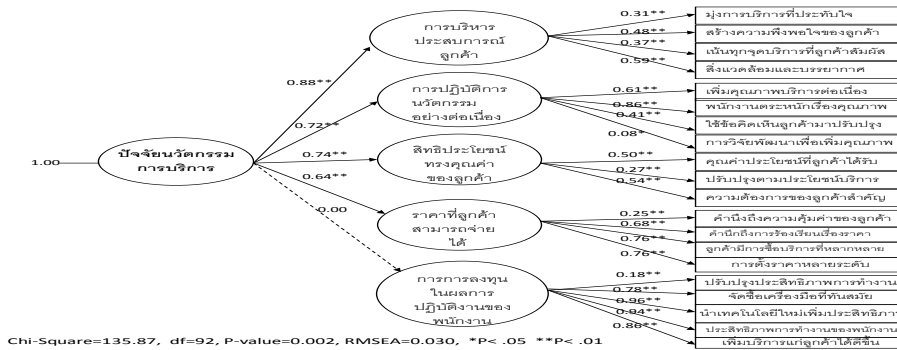 1.00
ปัจจัยนวัตกรรม
การบริการ
0.88**
0.72**
0.74**
0.64**
0.00
การบริหาร
ประสบการณ์
ลูกค้า
0.31**
0.48**
0.37**
0.59**
มุ่งการบริการที่ประทับใจ
สร้างความพึงพอใจของลูกค้า
เน้นทุกจุดบริการที่ลูกค้าสัมผัส
สิ่งแวดล้อมและบรรยากาศ
การปฏิบัติการ
นวัตกรรม
อย่างต่อเนื่อง
0.61**
0.86**
0.41**
0.08*
เพิ่มคุณภาพบริการต่อเนื่อง
พนักงานตระหนักเรื่องคุณภาพ
ใช้ข้อคิดเห็นลูกค้ามาปรับปรุง
การวิจัยพัฒนาเพื่อเพิ่มคุณภาพ
สิทธิประโยชน์
ทรงคุณค่า
ของลูกค้า
0.50**
0.27**
0.54**
คุณค่าประโยชน์ที่ลูกค้าได้รับ
ปรับปรุงตามประโยชน์บริการ
ความต้องการของลูกค้าสำคัญ
ราคาที่ลูกค้า
สามารถจ่าย
ได้
0.25**
0.68**
0.76**
0.76**
คำนึงถึงความคุ้มค่าของลูกค้า
คำนึกถึงการร้องเรียนเรื่องราคา
ลูกค้ามีการซื้อบริการที่หลากหลาย
การตั้งราคาหลายระดับ
การการลงทุน
ในผลการ
ปฏิบัติงานของ
พนักงาน
0.18**
0.78**
0.96**
0.94**
0.86**
ปรับปรุงประสิทธิภาพการทำงาน
จัดซื้อเครื่องมือที่ทันสมัย
นำเทคโนโลยีใหม่เพิ่มประสิทธิภา
ประสิทธิภาพการทำงานของพนักงาน
เพิ่มบริการแก่ลูกค้าได้ดีขึ้น
Chi-Square=135.87, df=92, P-value=0.002, RMSEA=0.030, *P< .05 **P< .01